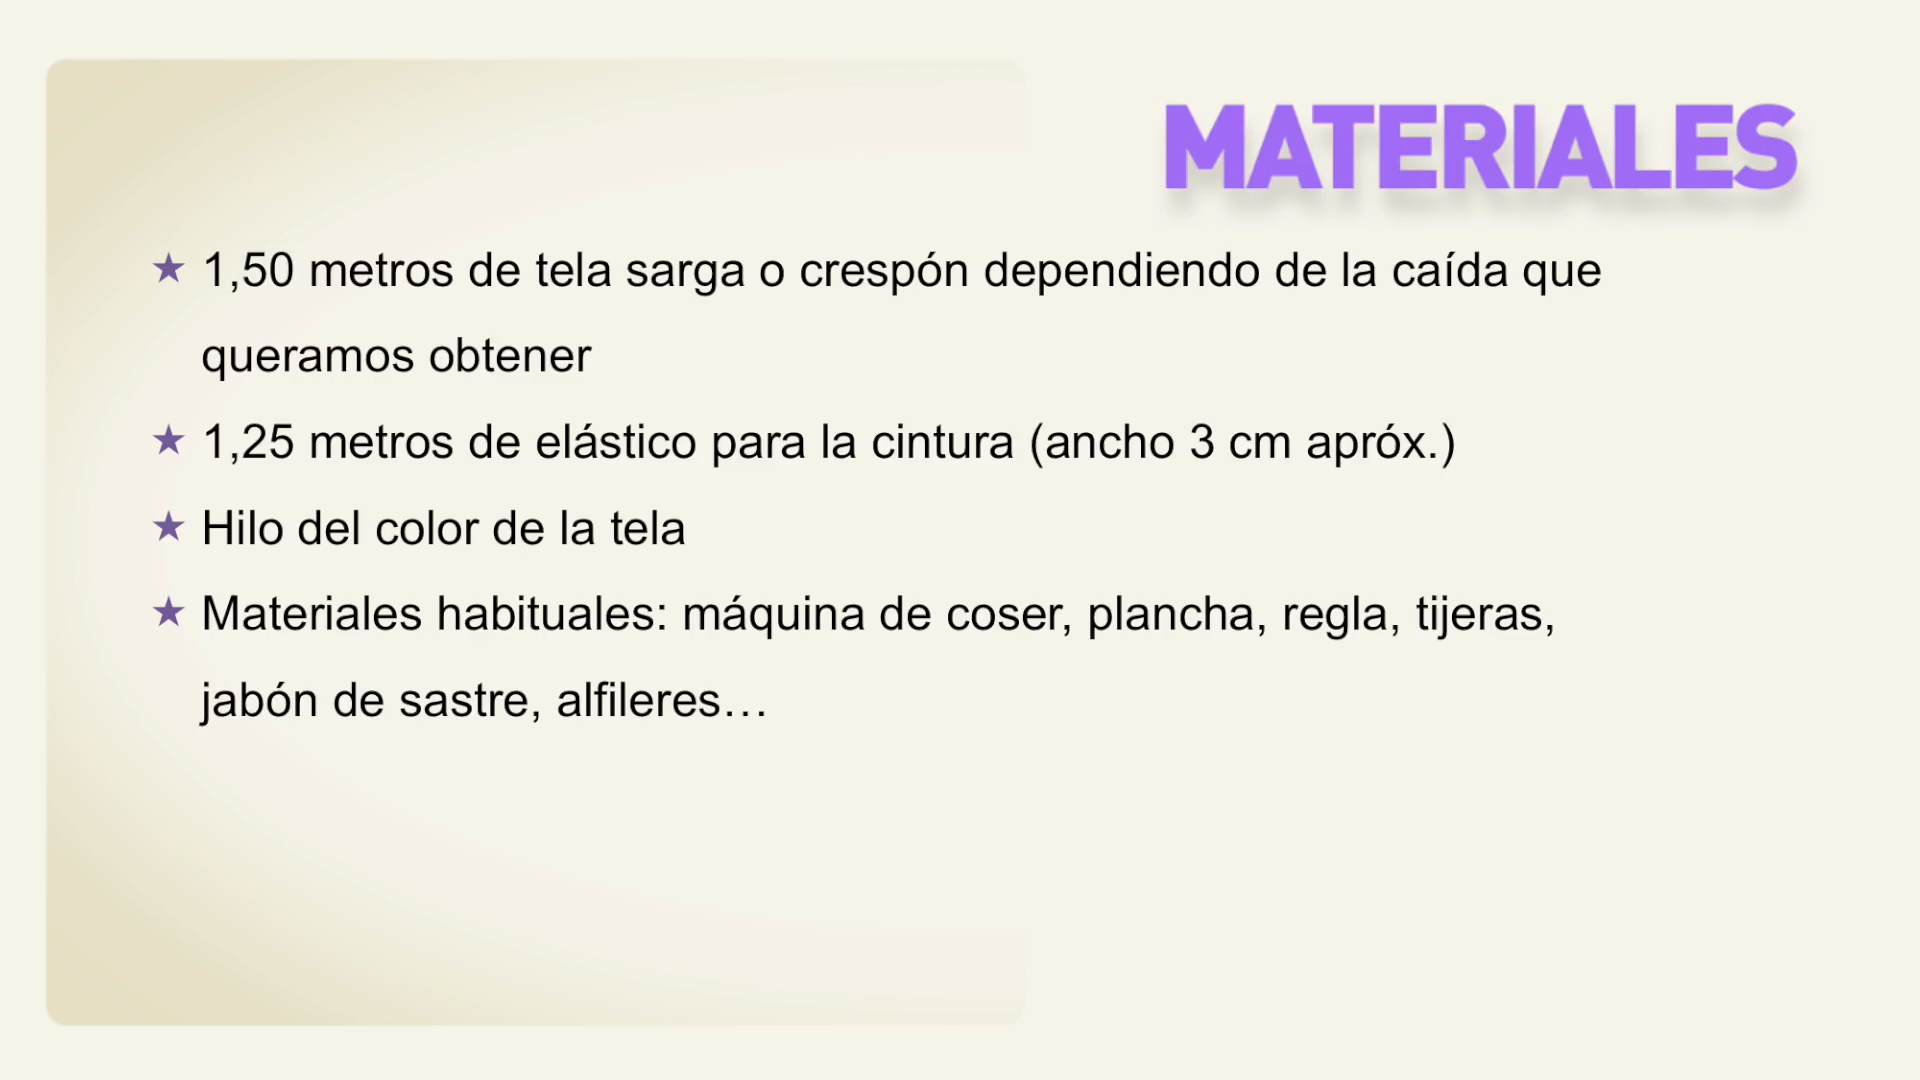 MATERIALES
★ 1,50 metros de tela sarga o crespón dependiendo de la caída que
queramos obtener
★ 1,25 metros de elástico para la cintura (ancho 3 cm apróx.)
★ Hilo del color de la tela
★ Materiales habituales: máquina de coser, plancha, regla, tijeras,
jabón de sastre, alfileres…